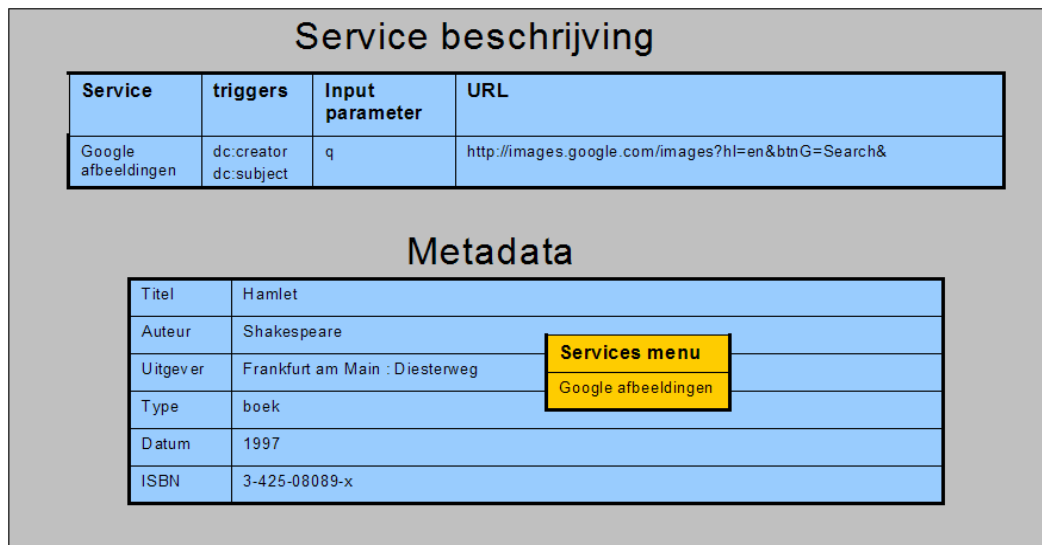 Service beschrijving
Service triggers Input parameter URL
Google afbeeldingen dc:creator dc:subject q http://images.google.com/images?hl=en&btnG=Search&
Metadata
Titel Hamlet
Auteur Shakespeare
Uitgever Frankfurt am Main : Diesterweg
Type boek
Datum 1997
ISBN 3-425-08089-x
Services menu
Google afbeeldingen